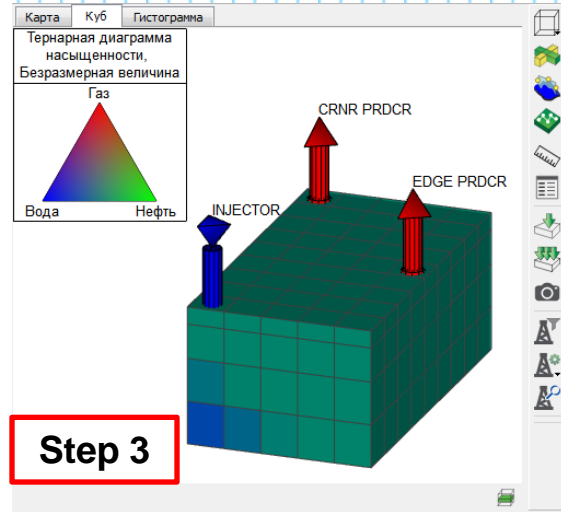 Карта Куб Гистограмма
Тернарная диаграмма
насыщенности,
Безразмерная величина
Газ
Вода Нефть
CRNR PRDCR
EDGE PRDCR
INJECTOR
Step 3